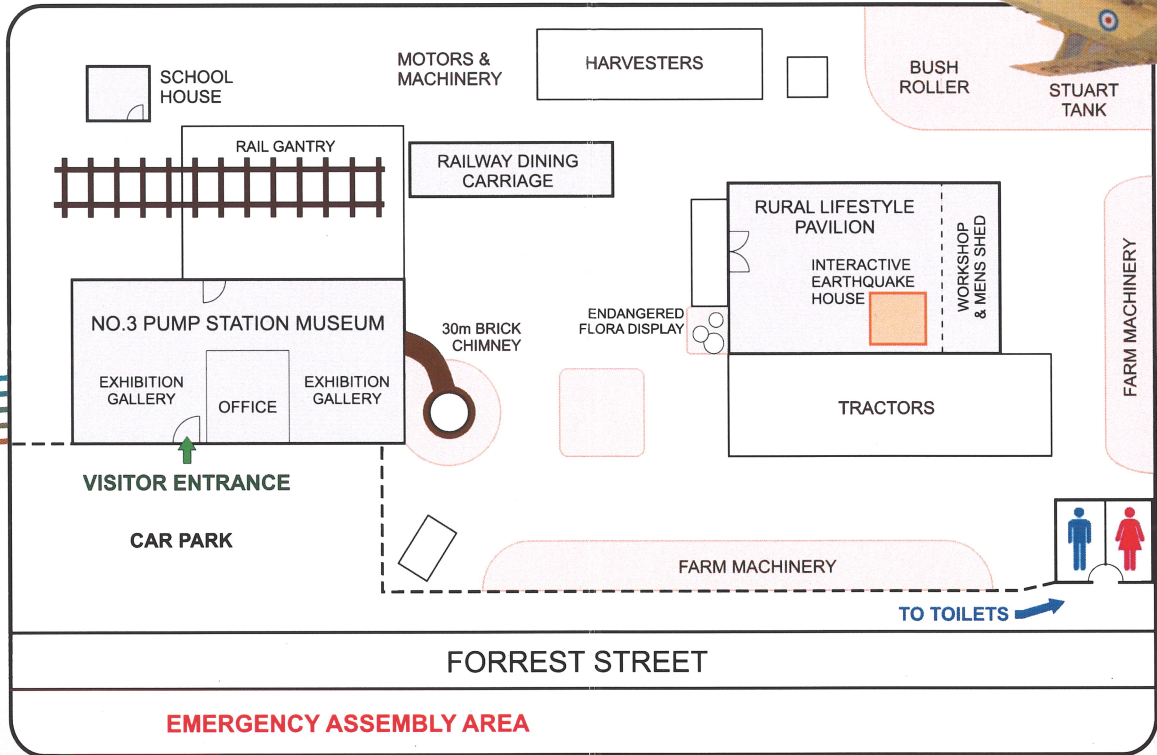 SCHOOL
HOUSE
MOTORS &
MACHINERY
HARVESTERS
BUSH
ROLLER
STUART
TANK
RAIL GANTRY
RAILWAY DINING
CARRIAGE
RURAL LIFESTYLE
PAVILION
INTERACTIVE
EARTHQUAKE
HOUSE
WORKSHOP
& MENS SHED
FARM MACHINERY
NO.3 PUMP STATION MUSEUM
EXHIBITION
GALLERY
OFFICE
EXHIBITION
GALLERY
30m BRICK
CHIMNEY
ENDANGERED
FLORA DISPLAY
TRACTORS
VISITOR ENTRANCE
CAR PARK
FARM MACHINERY
TO TOILETS
FORREST STREET
EMERGENCY ASSEMBLY AREA